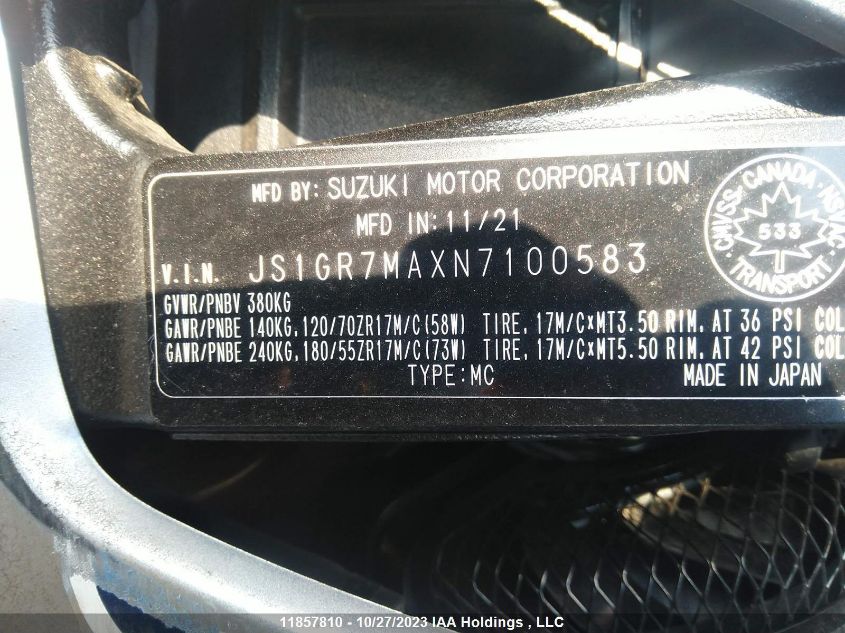 MFD BY: SUZUKI MOTOR CORPORATION
MFD IN: 11/21
V.I.N. JS1GR7MAXN7100583
GVWR/PNBV 380KG
GAWR/PNBE 140KG, 120/70ZR17M/C(58W) TIRE, 17M/C×MT3.50 RIM, AT 36 PSI COL
GAWR/PNBE 240KG, 180/55ZR17M/C(73W) TIRE, 17M/C×MT5.50 RIM, AT 42 PSI COL
TYPE: MC
MADE IN JAPAN
CMVSS · CANADA · NSVAC
533
TRANSPORT
11857810 - 10/27/2023 IAA Holdings , LLC